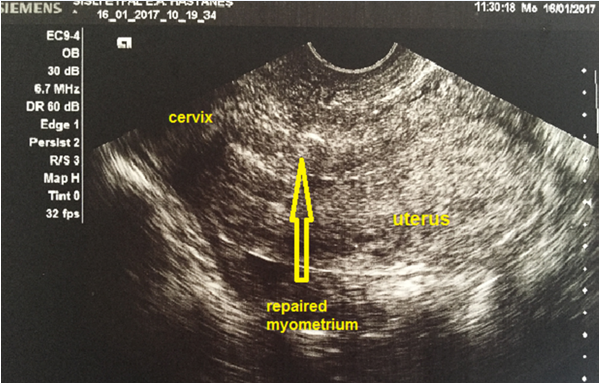 SIEMENS
16_01_2017_10_19_34
11:30:18 Mo 16/01/2017
EC9-4
OB
30 dB
6.7 MHz
DR 60 dB
Edge 1
Persist 2
R/S 3
Map H
Tint 0
32 fps
cervix
uterus
repaired
myometrium